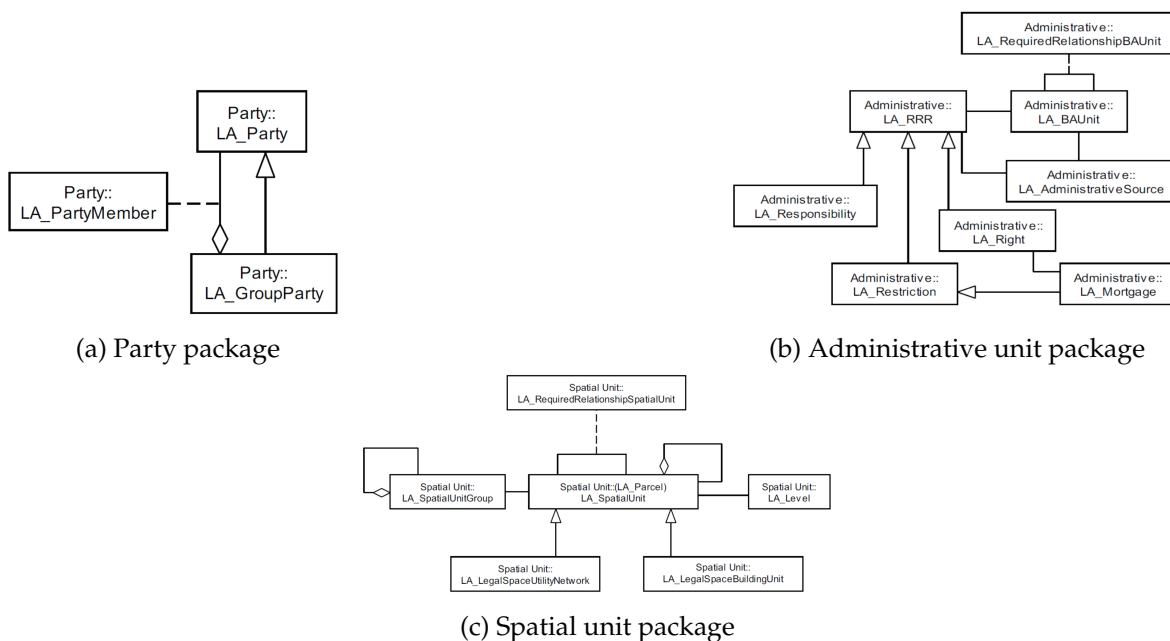 Party::
LA_Party
Party::
LA_PartyMember
Party::
LA_GroupParty
(a) Party package
Administrative::
LA_RequiredRelationshipBAUnit
Administrative::
LA_RRR
Administrative::
LA_BAUnit
Administrative::
LA_AdministrativeSource
Administrative::
LA_Responsibility
Administrative::
LA_Right
Administrative::
LA_Restriction
Administrative::
LA_Mortgage
(b) Administrative unit package
Spatial Unit::
LA_RequiredRelationshipSpatialUnit
Spatial Unit::
LA_SpatialUnitGroup
Spatial Unit::(LA_Parcel)
LA_SpatialUnit
Spatial Unit::
LA_Level
Spatial Unit::
LA_LegalSpaceUtilityNetwork
Spatial Unit::
LA_LegalSpaceBuildingUnit
(c) Spatial unit package